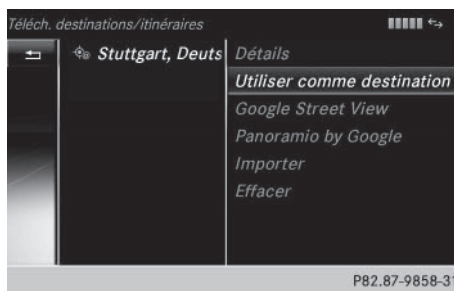 Téléch. destinations/itinéraires
Stuttgart, Deuts
Détails
Utiliser comme destination
Google Street View
Panoramio by Google
Importer
Effacer
P82.87-9858-31